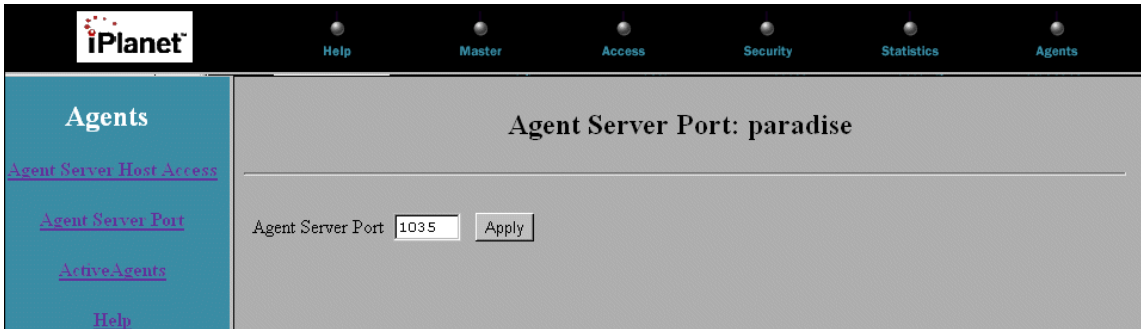 iPlanet™
Help Master Access Security Statistics Agents
Agents
Agent Server Host Access
Agent Server Port
ActiveAgents
Help
Agent Server Port: paradise
Agent Server Port 1035 Apply